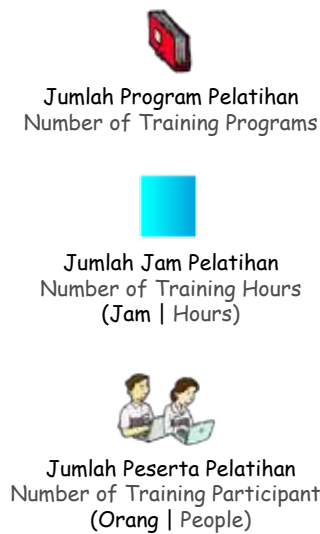 Jumlah Program Pelatihan
Number of Training Programs
Jumlah Jam Pelatihan
Number of Training Hours
(Jam | Hours)
Jumlah Peserta Pelatihan
Number of Training Participant
(Orang | People)